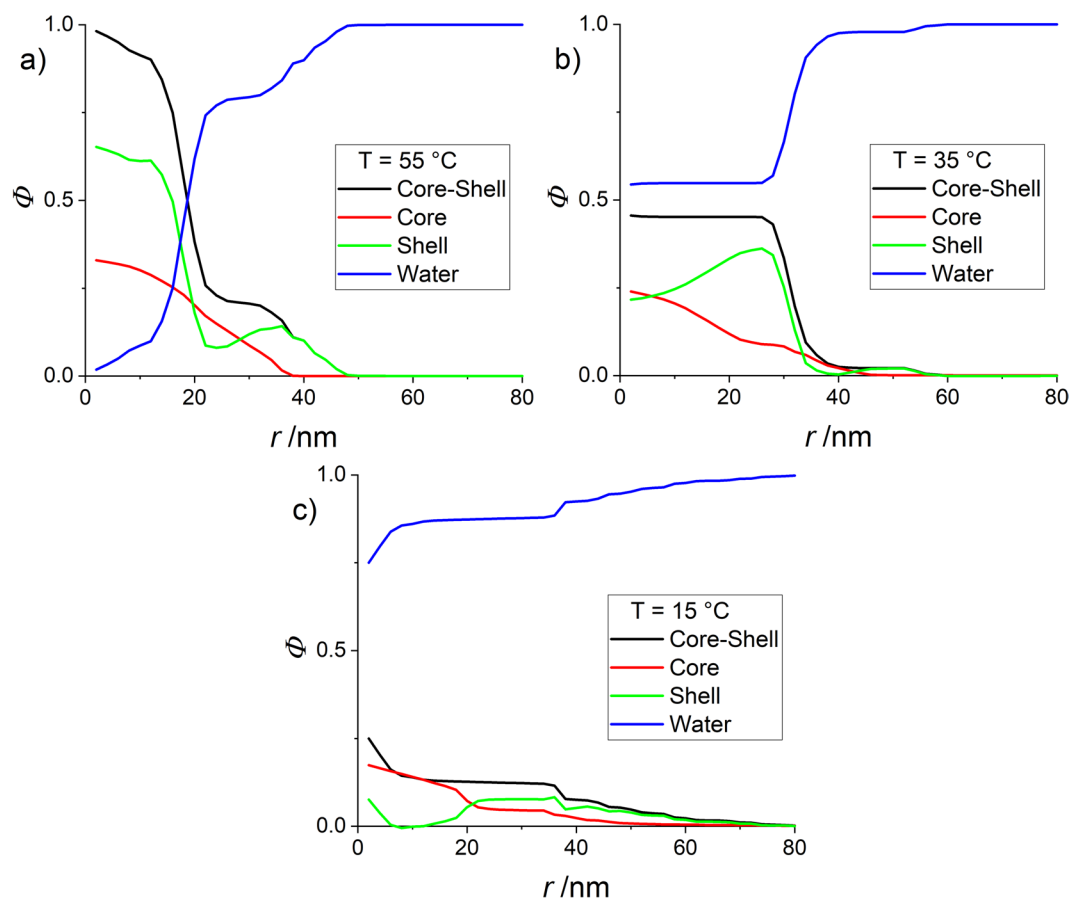 a)
1.0
0.5
0.0
Φ
T = 55 °C
Core-Shell
Core
Shell
Water
0 20 40 60 80
r /nm
b)
1.0
0.5
0.0
Φ
T = 35 °C
Core-Shell
Core
Shell
Water
0 20 40 60 80
r /nm
c)
1.0
0.5
0.0
Φ
T = 15 °C
Core-Shell
Core
Shell
Water
0 20 40 60 80
r /nm